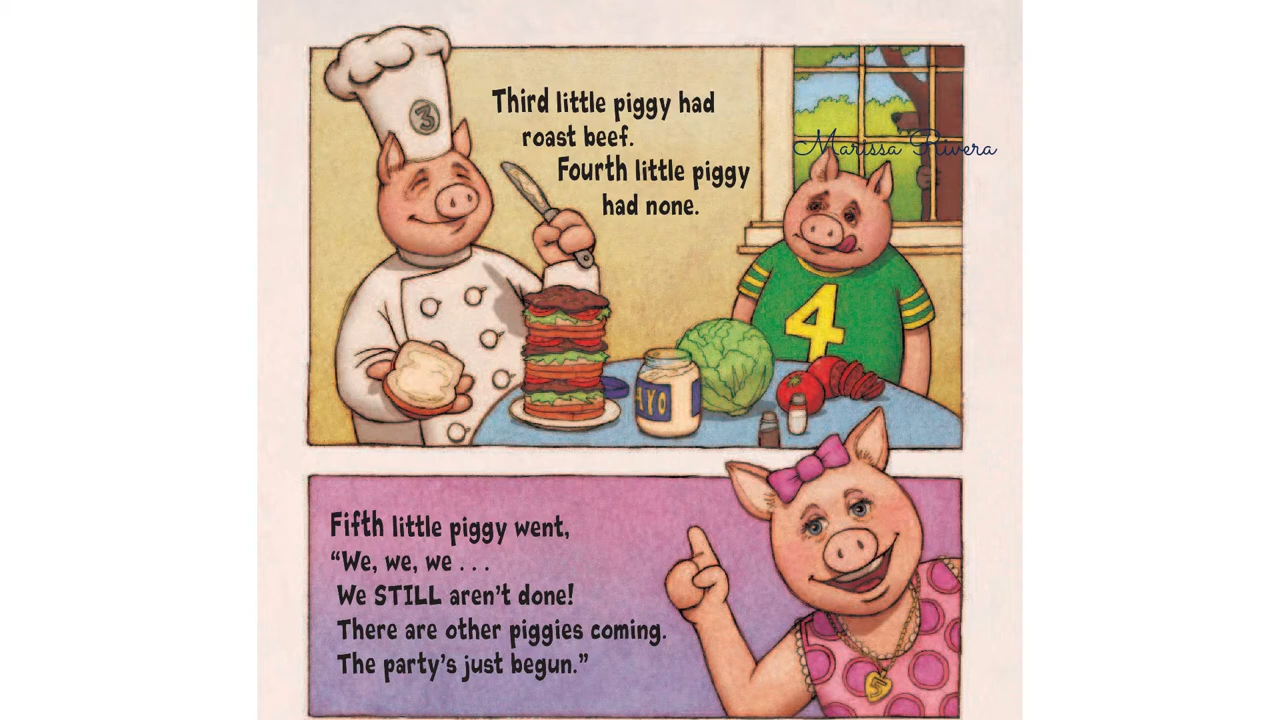 3
Third little piggy had
roast beef.
Fourth little piggy
had none.
Marissa Rivera
4
AYO
Fifth little piggy went,
“We, we, we . . .
We STILL aren’t done!
There are other piggies coming.
The party’s just begun.”
5